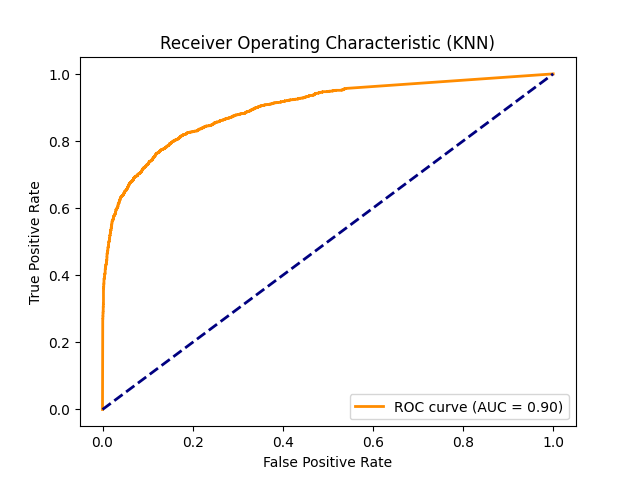 Receiver Operating Characteristic (KNN)
True Positive Rate
1.0
0.8
0.6
0.4
0.2
0.0
ROC curve (AUC = 0.90)
0.0 0.2 0.4 0.6 0.8 1.0
False Positive Rate